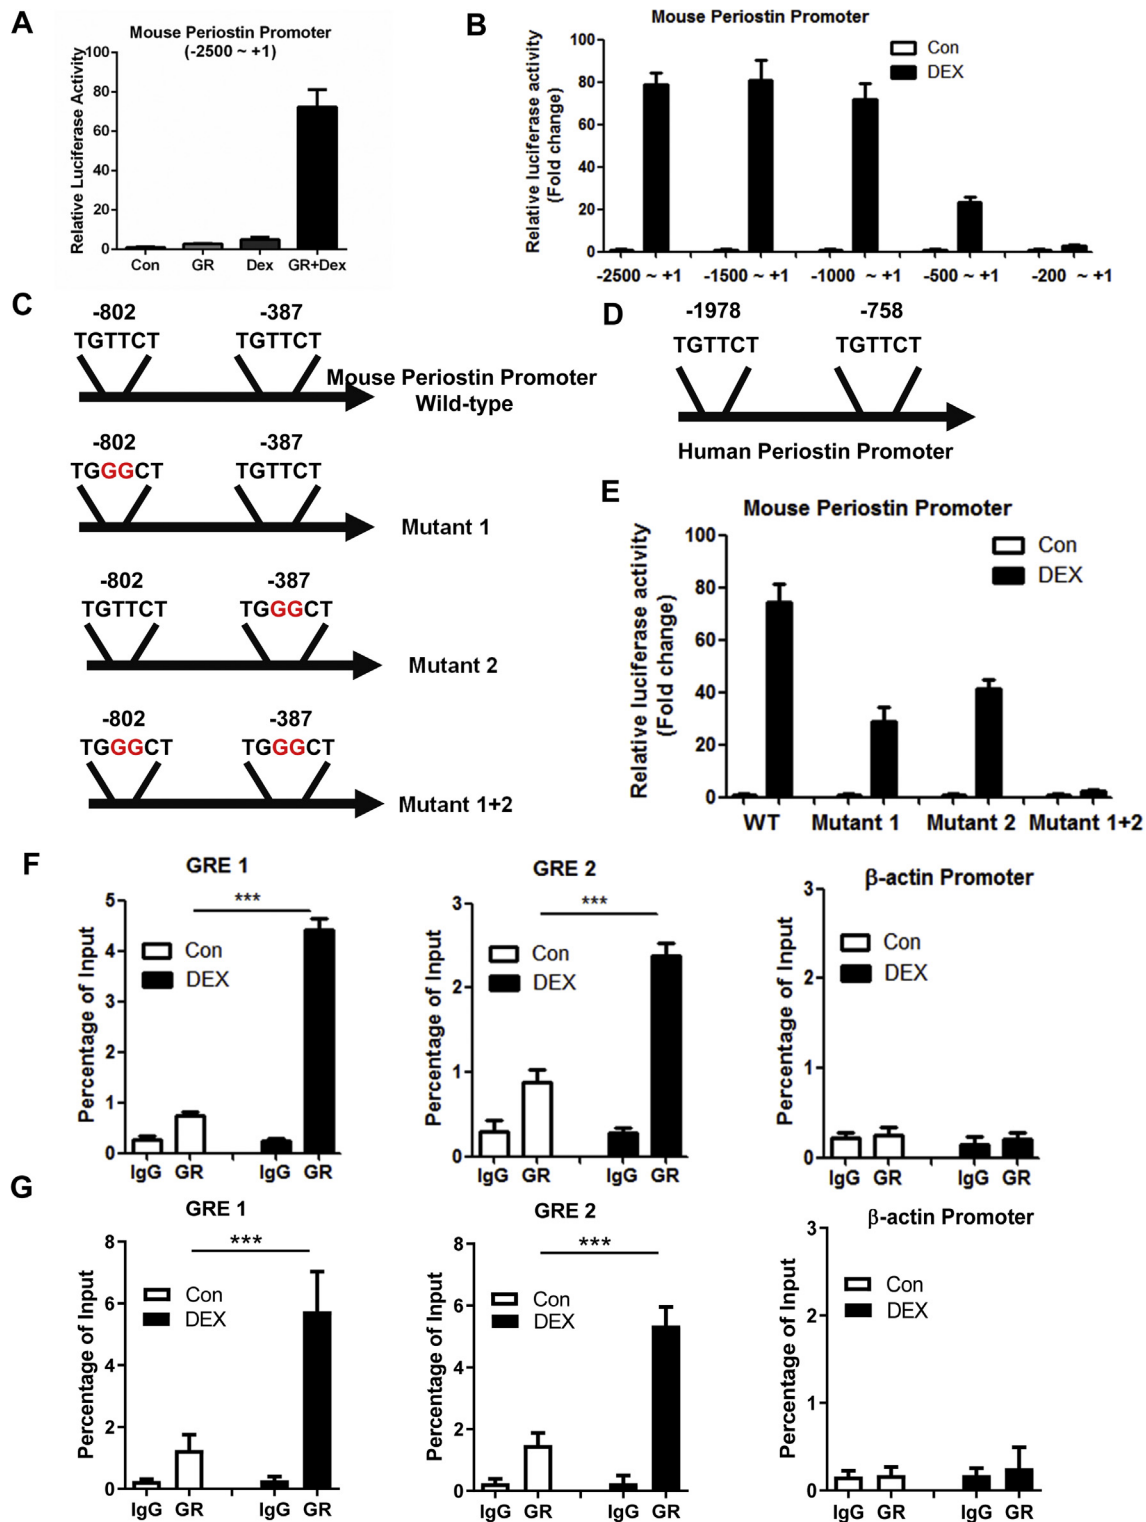 A
Mouse Periostin Promoter
(-2500 ~ +1)
Relative Luciferase Activity
100
80
60
40
20
0
Con GR Dex GR+Dex
B
Mouse Periostin Promoter
Relative luciferase activity
(Fold change)
100
80
60
40
20
0
Con
DEX
-2500 ~ +1 -1500 ~ +1 -1000 ~ +1 -500 ~ +1 -200 ~ +1
C
-802 -387
TGTTCT TGTTCT
Mouse Periostin Promoter
Wild-type
-802 -387
TGGGCT TGTTCT
Mutant 1
-802 -387
TGTTCT TGGGCT
Mutant 2
-802 -387
TGGGCT TGGGCT
Mutant 1+2
D
-1978 -758
TGTTCT TGTTCT
Human Periostin Promoter
E
Mouse Periostin Promoter
Relative luciferase activity
(Fold change)
100
80
60
40
20
0
Con
DEX
WT Mutant 1 Mutant 2 Mutant 1+2
F
GRE 1
Percentage of Input
5
4
3
2
1
0
***
Con
DEX
IgG GR IgG GR
GRE 2
Percentage of Input
3
2
1
0
***
Con
DEX
IgG GR IgG GR
β-actin Promoter
Percentage of Input
3
2
1
0
Con
DEX
IgG GR IgG GR
G
GRE 1
Percentage of Input
8
6
4
2
0
***
Con
DEX
IgG GR IgG GR
GRE 2
Percentage of Input
8
6
4
2
0
***
Con
DEX
IgG GR IgG GR
β-actin Promoter
Percentage of Input
3
2
1
0
Con
DEX
IgG GR IgG GR